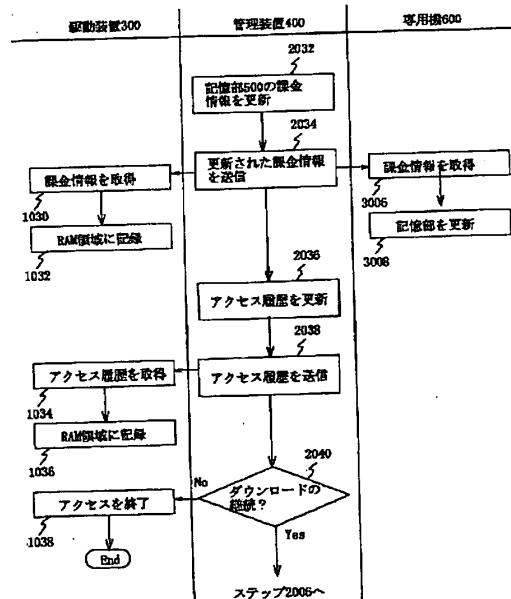 駆動装置300
管理装置400
専用機600
2032
記憶部500の課金
情報を更新
2034
更新された課金情報
を送信
課金情報を取得
1030
RAM領域に記録
1032
課金情報を取得
3006
記憶部を更新
3008
2036
アクセス履歴を更新
2038
アクセス履歴を送信
アクセス履歴を取得
1034
RAM領域に記録
1036
2040
ダウンロードの
継続?
No
Yes
アクセスを終了
1038
End
ステップ2006へ